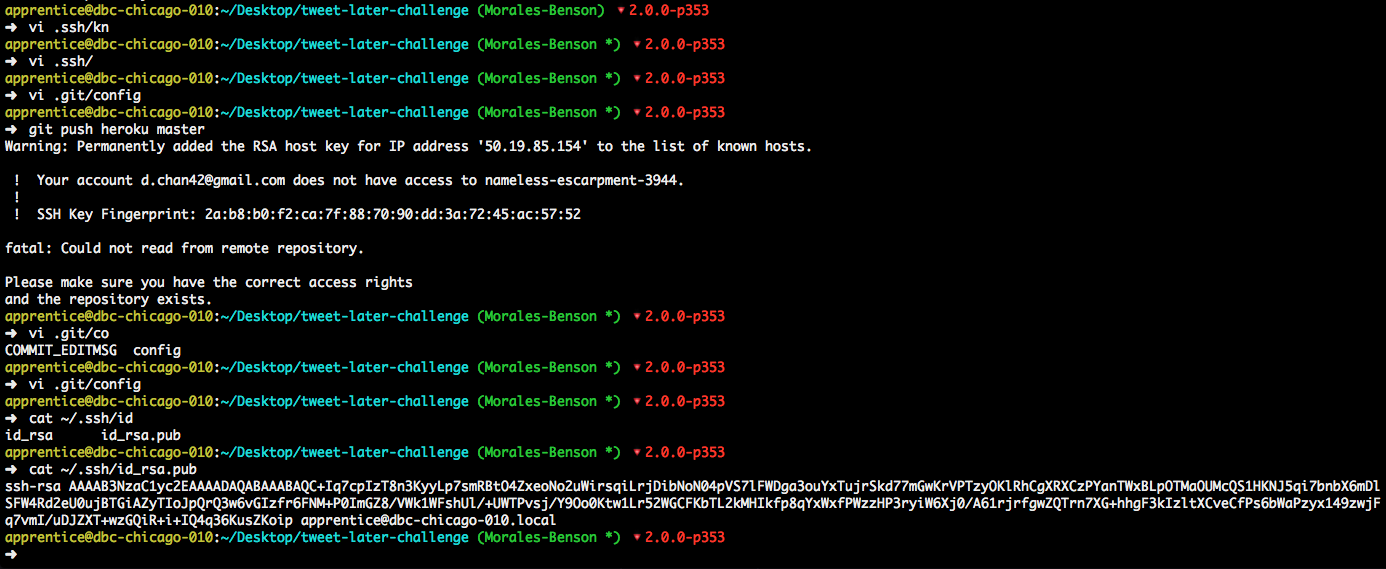 apprentice@dbc-chicago-010:~/Desktop/tweet-later-challenge (Morales-Benson) ▾2.0.0-p353
➜ vi .ssh/kn
apprentice@dbc-chicago-010:~/Desktop/tweet-later-challenge (Morales-Benson *) ▾2.0.0-p353
➜ vi .ssh/
apprentice@dbc-chicago-010:~/Desktop/tweet-later-challenge (Morales-Benson *) ▾2.0.0-p353
➜ vi .git/config
apprentice@dbc-chicago-010:~/Desktop/tweet-later-challenge (Morales-Benson *) ▾2.0.0-p353
➜ git push heroku master
Warning: Permanently added the RSA host key for IP address '50.19.85.154' to the list of known hosts.
! Your account d.chan42@gmail.com does not have access to nameless-escarpment-3944.
!
! SSH Key Fingerprint: 2a:b8:b0:f2:ca:7f:88:70:90:dd:3a:72:45:ac:57:52
fatal: Could not read from remote repository.
Please make sure you have the correct access rights
and the repository exists.
apprentice@dbc-chicago-010:~/Desktop/tweet-later-challenge (Morales-Benson *) ▾2.0.0-p353
➜ vi .git/co
COMMIT_EDITMSG config
apprentice@dbc-chicago-010:~/Desktop/tweet-later-challenge (Morales-Benson *) ▾2.0.0-p353
➜ vi .git/config
apprentice@dbc-chicago-010:~/Desktop/tweet-later-challenge (Morales-Benson *) ▾2.0.0-p353
➜ cat ~/.ssh/id
id_rsa id_rsa.pub
apprentice@dbc-chicago-010:~/Desktop/tweet-later-challenge (Morales-Benson *) ▾2.0.0-p353
➜ cat ~/.ssh/id_rsa.pub
ssh-rsa AAAAB3NzaC1yc2EAAAADAQABAAABAQC+Iq7cpIzT8n3KyyLp7smRBtO4ZxeoNo2uWirsqiLrjDibNoN04pVS7lFWDga3ouYxTujrSkd77mGwKrVPTzyOKlRhCgXRXCzPYanTWxBLpOTMaOUMcQS1HKNJ5qi7bnbX6mDl
SFW4Rd2eU0ujBTGiAZyTIoJpQrQ3w6vGIzfr6FNM+P0ImGZ8/VWk1WFshUl/+UWTPvsj/Y9Oo0Ktw1Lr52WGCFKbTL2kMHIkfp8qYxWxfPWzzHP3ryiW6Xj0/A61rjrfgwZQTrn7XG+hhgF3kIzltXCveCfPs6bWaPzyx149zwjF
q7vmI/uDJZXT+wzGQiR+i+IQ4q36KusZKoip apprentice@dbc-chicago-010.local
apprentice@dbc-chicago-010:~/Desktop/tweet-later-challenge (Morales-Benson *) ▾2.0.0-p353
➜